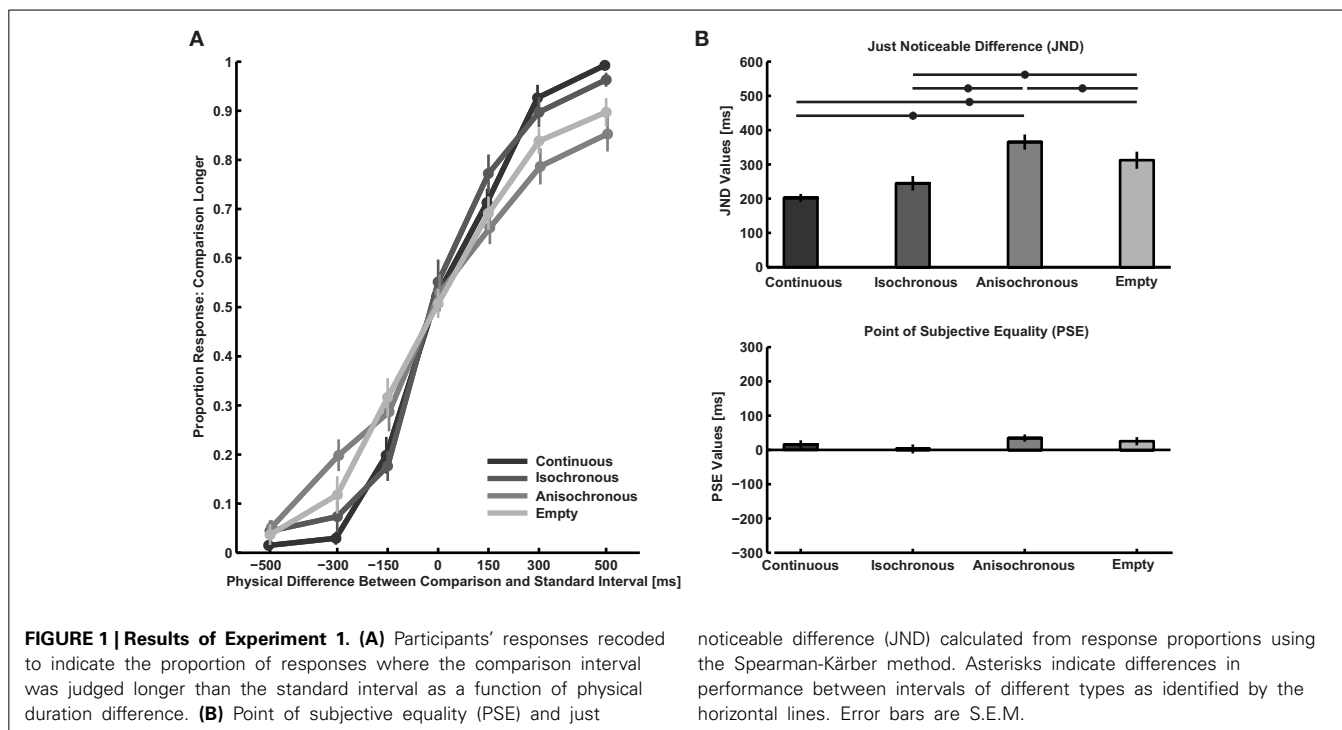 A
1
0.9
0.8
0.7
0.6
0.5
0.4
0.3
0.2
0.1
0
Proportion Response: Comparison Longer
Continuous
Isochronous
Anisochronous
Empty
−500 −300 −150 0 150 300 500
Physical Difference Between Comparison and Standard Interval [ms]
B
Just Noticeable Difference (JND)
600
500
400
300
200
100
0
JND Values [ms]
Continuous Isochronous Anisochronous Empty
Point of Subjective Equality (PSE)
300
200
100
0
−100
−200
−300
PSE Values [ms]
Continuous Isochronous Anisochronous Empty
FIGURE 1 | Results of Experiment 1. (A) Participants' responses recoded
to indicate the proportion of responses where the comparison interval
was judged longer than the standard interval as a function of physical
duration difference. (B) Point of subjective equality (PSE) and just
noticeable difference (JND) calculated from response proportions using
the Spearman-Kärber method. Asterisks indicate differences in
performance between intervals of different types as identified by the
horizontal lines. Error bars are S.E.M.